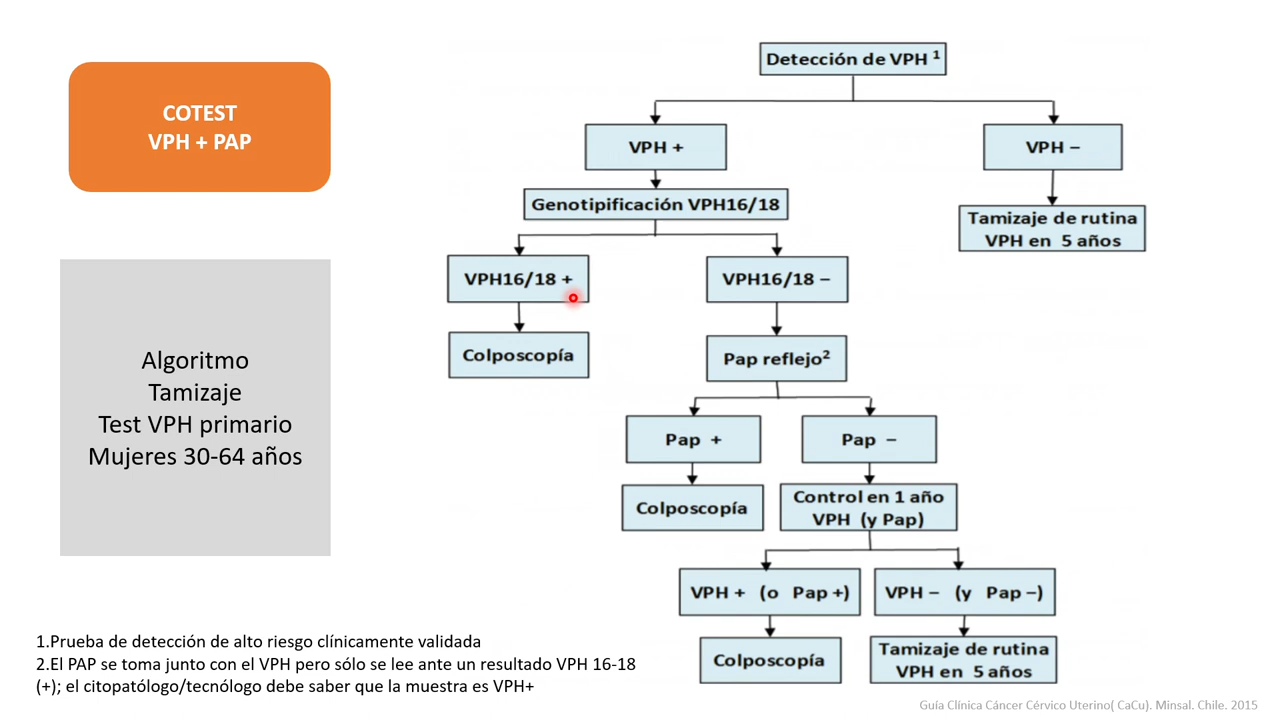 COTEST
VPH + PAP
Algoritmo
Tamizaje
Test VPH primario
Mujeres 30-64 años
Detección de VPH ¹
VPH +
VPH −
Genotipificación VPH16/18
Tamizaje de rutina
VPH en 5 años
VPH16/18 +
VPH16/18 −
Colposcopía
Pap reflejo²
Pap +
Pap −
Colposcopía
Control en 1 año
VPH (y Pap)
VPH + (o Pap +)
VPH − (y Pap −)
Colposcopía
Tamizaje de rutina
VPH en 5 años
1.Prueba de detección de alto riesgo clínicamente validada
2.El PAP se toma junto con el VPH pero sólo se lee ante un resultado VPH 16-18
(+); el citopatólogo/tecnólogo debe saber que la muestra es VPH+
Guía Clínica Cáncer Cérvico Uterino( CaCu). Minsal. Chile. 2015